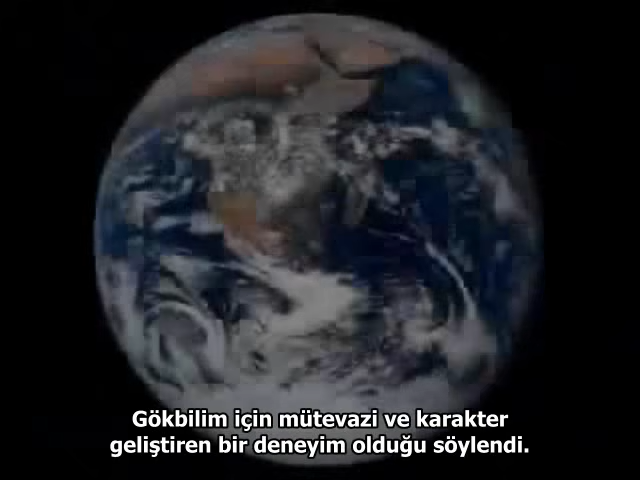 Gökbilim için mütevazi ve karakter
geliştiren bir deneyim olduğu söylendi.